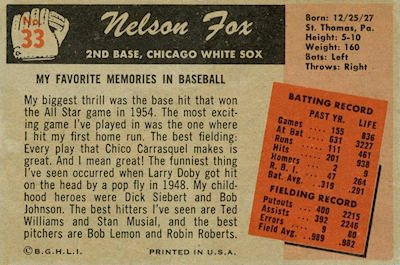 No.
33
Nelson Fox
2ND BASE, CHICAGO WHITE SOX
Born: 12/25/27
St. Thomas, Pa.
Height: 5-10
Weight: 160
Bats: Left
Throws: Right
MY FAVORITE MEMORIES IN BASEBALL
My biggest thrill was the base hit that won
the All Star game in 1954. The most excit-
ing game I've played in was the one where
I hit my first home run. The best fielding:
Every play that Chico Carrasquel makes is
great. And I mean great! The funniest thing
I've seen occurred when Larry Doby got hit
on the head by a pop fly in 1948. My child-
hood heroes were Dick Siebert and Bob
Johnson. The best hitters I've seen are Ted
Williams and Stan Musial, and the best
pitchers are Bob Lemon and Robin Roberts.
© B.G.H.L.I. PRINTED IN U.S.A.
BATTING RECORD
PAST YR. LIFE
Games 155 836
At Bat 631 3227
Runs 111 461
Hits 201 938
Homers 2 9
R. B. I. 47 264
Bat. Avg. .319 .291
FIELDING RECORD
Putouts 400 2215
Assists 392 2246
Errors 9 80
Field Avg. .989 .982